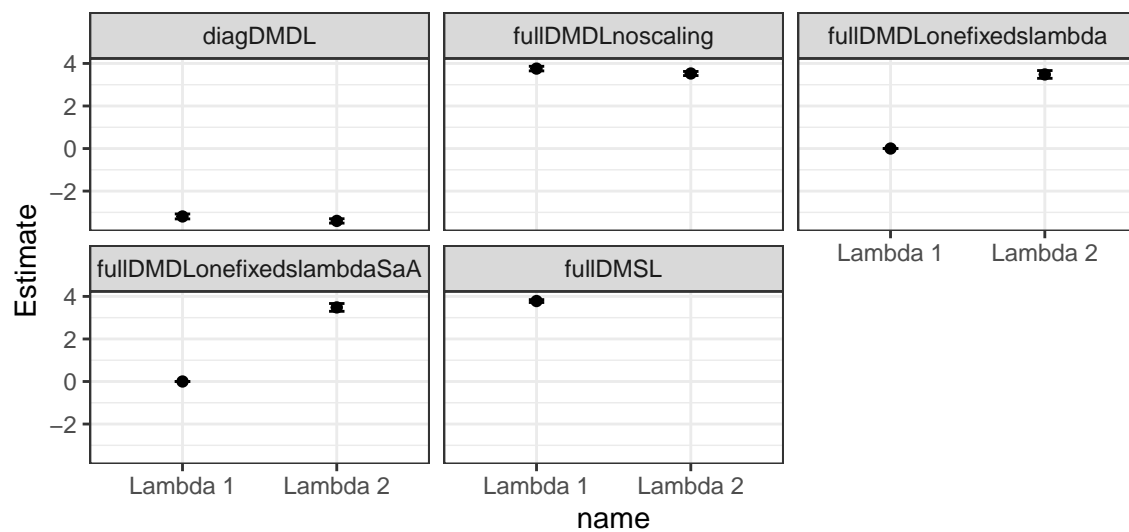 diagDMDL
fullDMDLnoscaling
fullDMDLonefixedslambda
4
2
0
−2
Lambda 1
Lambda 2
fullDMDLonefixedslambdaSaA
fullDMSL
4
2
0
−2
Lambda 1
Lambda 2
Lambda 1
Lambda 2
Estimate
name